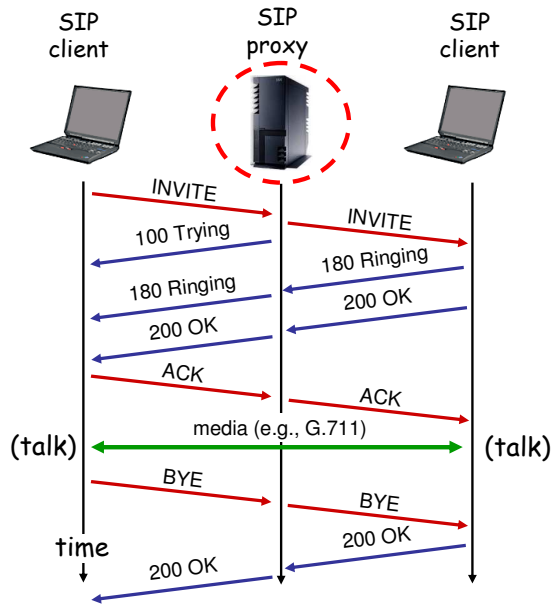 SIP
client
SIP
proxy
SIP
client
INVITE
INVITE
100 Trying
180 Ringing
180 Ringing
200 OK
200 OK
ACK
ACK
media (e.g., G.711)
(talk)
(talk)
BYE
BYE
time
200 OK
200 OK